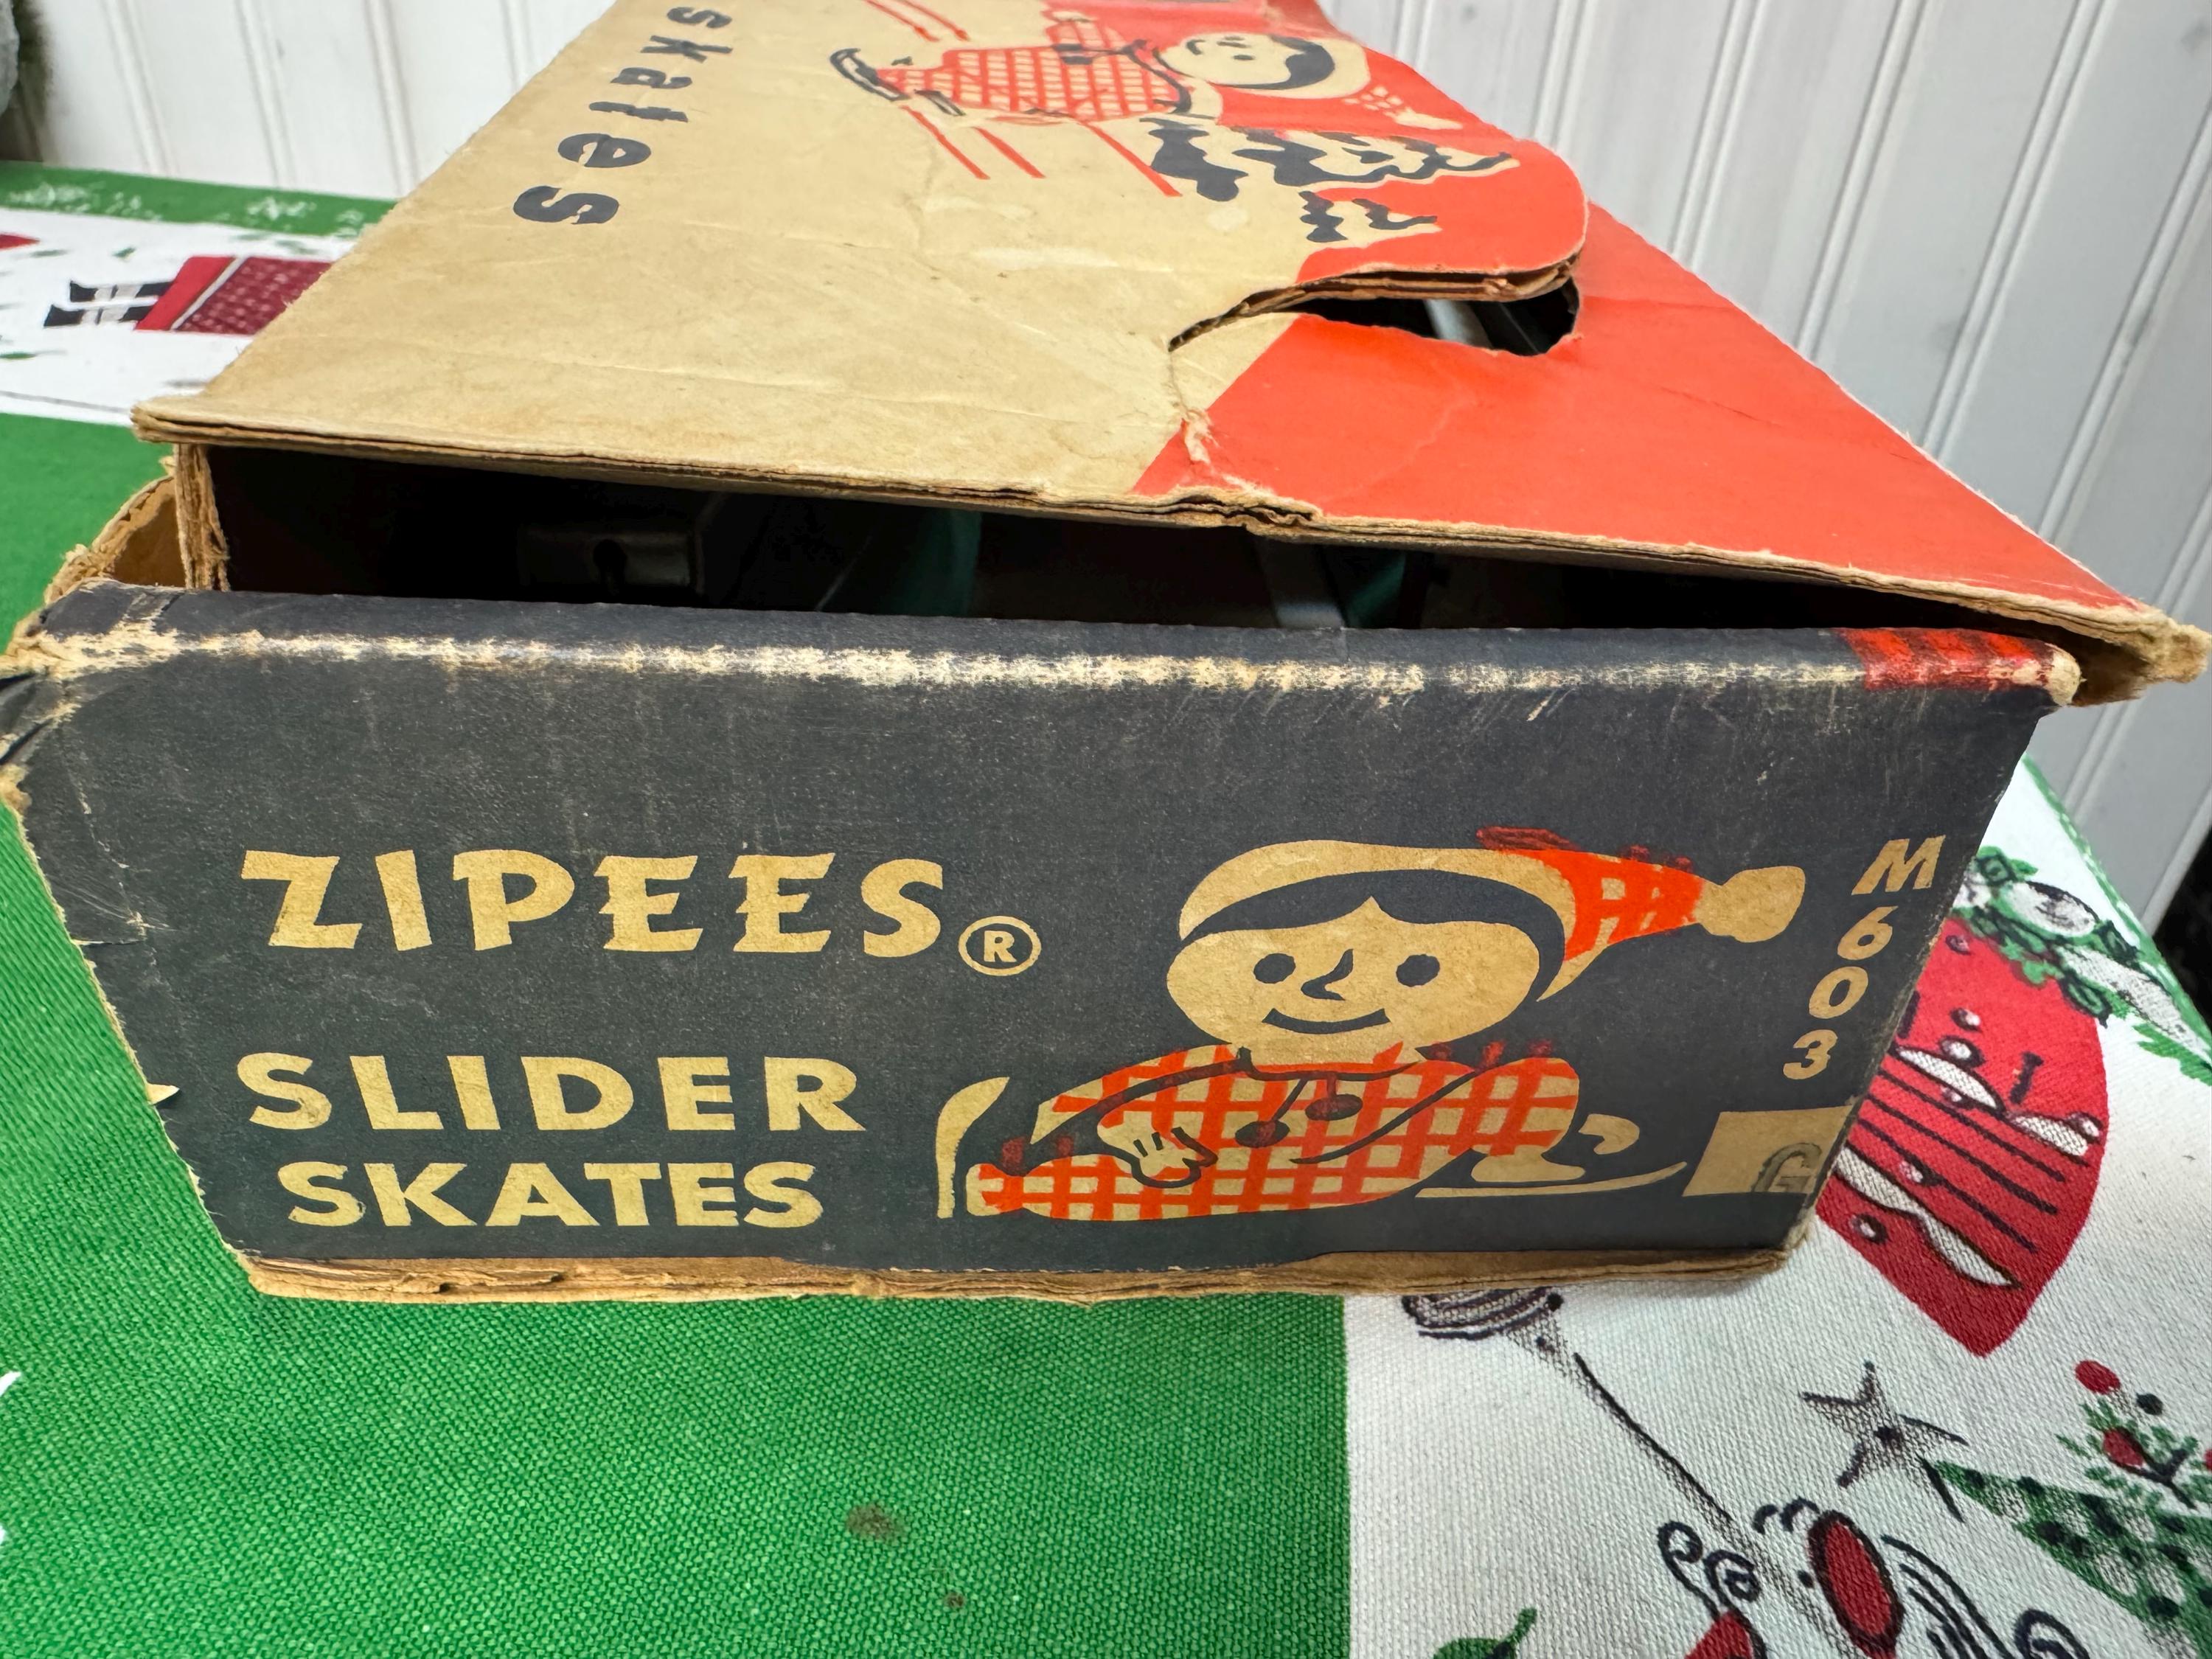 skates
ZIPEES®
SLIDER
SKATES
M603
G